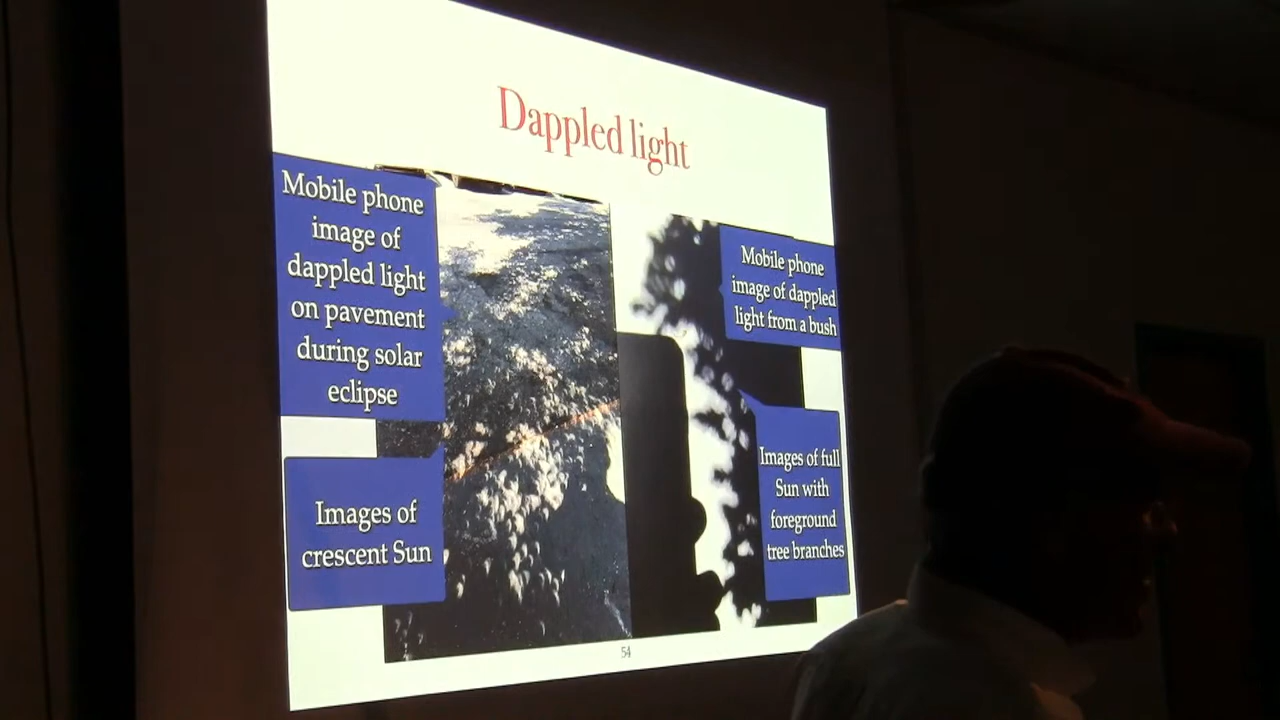 Dappled light
Mobile phone
image of
dappled light
on pavement
during solar
eclipse
Images of
crescent Sun
Mobile phone
image of dappled
light from a bush
Images of full
Sun with
foreground
tree branches
54